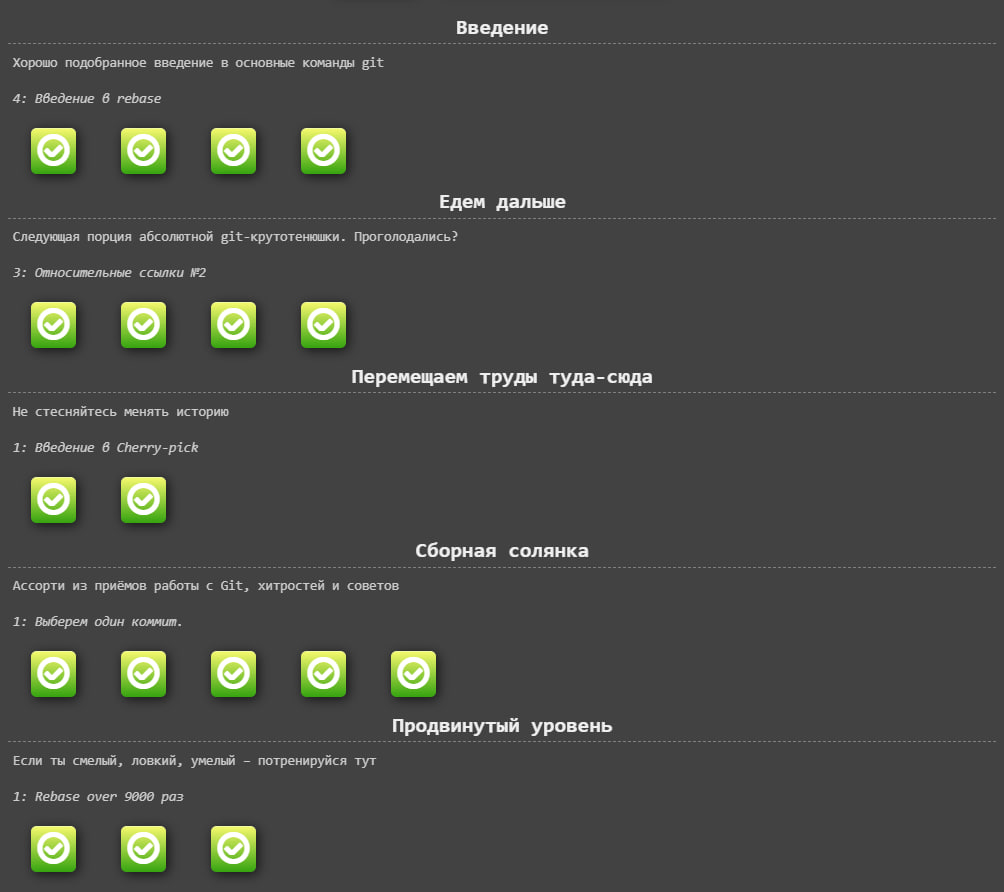 Введение
Хорошо подобранное введение в основные команды git
4: Введение в rebase
Едем дальше
Следующая порция абсолютной git-крутотенюшки. Проголодались?
3: Относительные ссылки №2
Перемещаем труды туда-сюда
Не стесняйтесь менять историю
1: Введение в Cherry-pick
Сборная солянка
Ассорти из приёмов работы с Git, хитростей и советов
1: Выберем один коммит.
Продвинутый уровень
Если ты смелый, ловкий, умелый – потренируйся тут
1: Rebase over 9000 раз